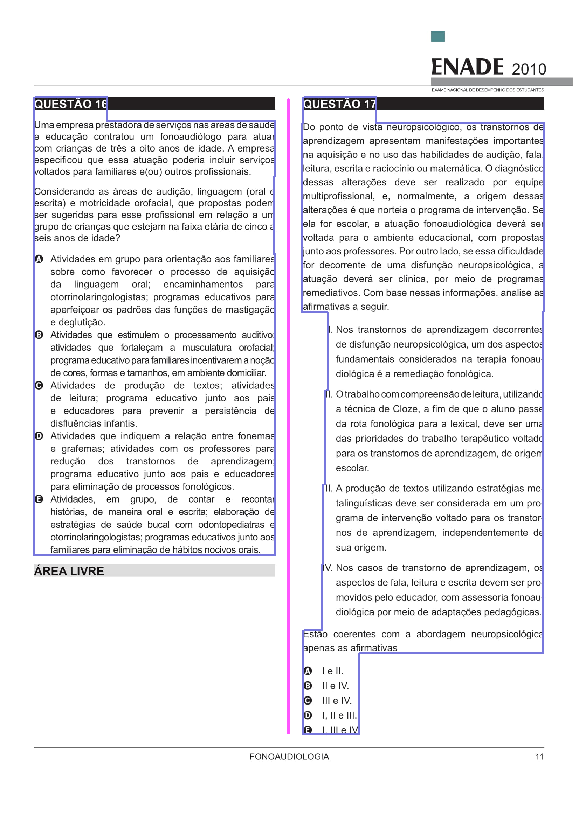 ENADE 2010
EXAME NACIONAL DE DESEMPENHO DOS ESTUDANTES
QUESTÃO 16
Uma empresa prestadora de serviços nas áreas de saúde
e educação contratou um fonoaudiólogo para atuar
com crianças de três a oito anos de idade. A empresa
especificou que essa atuação poderia incluir serviços
voltados para familiares e(ou) outros profissionais.
Considerando as áreas de audição, linguagem (oral e
escrita) e motricidade orofacial, que propostas podem
ser sugeridas para esse profissional em relação a um
grupo de crianças que estejam na faixa etária de cinco a
seis anos de idade?
A Atividades em grupo para orientação aos familiares
sobre como favorecer o processo de aquisição
da linguagem oral; encaminhamentos para
otorrinolaringologistas; programas educativos para
aperfeiçoar os padrões das funções de mastigação
e deglutição.
B Atividades que estimulem o processamento auditivo;
atividades que fortaleçam a musculatura orofacial;
programa educativo para familiares incentivarem a noção
de cores, formas e tamanhos, em ambiente domiciliar.
C Atividades de produção de textos; atividades
de leitura; programa educativo junto aos pais
e educadores para prevenir a persistência de
disfluências infantis.
D Atividades que indiquem a relação entre fonemas
e grafemas; atividades com os professores para
redução dos transtornos de aprendizagem;
programa educativo junto aos pais e educadores
para eliminação de processos fonológicos.
E Atividades, em grupo, de contar e recontar
histórias, de maneira oral e escrita; elaboração de
estratégias de saúde bucal com odontopediatras e
otorrinolaringologistas; programas educativos junto aos
familiares para eliminação de hábitos nocivos orais.
ÁREA LIVRE
QUESTÃO 17
Do ponto de vista neuropsicológico, os transtornos de
aprendizagem apresentam manifestações importantes
na aquisição e no uso das habilidades de audição, fala,
leitura, escrita e raciocínio ou matemática. O diagnóstico
dessas alterações deve ser realizado por equipe
multiprofissional, e, normalmente, a origem dessas
alterações é que norteia o programa de intervenção. Se
ela for escolar, a atuação fonoaudiológica deverá ser
voltada para o ambiente educacional, com propostas
junto aos professores. Por outro lado, se essa dificuldade
for decorrente de uma disfunção neuropsicológica, a
atuação deverá ser clínica, por meio de programas
remediativos. Com base nessas informações, analise as
afirmativas a seguir.
I. Nos transtornos de aprendizagem decorrentes
de disfunção neuropsicológica, um dos aspectos
fundamentais considerados na terapia fonoau-
diológica é a remediação fonológica.
II. O trabalho com compreensão de leitura, utilizando
a técnica de Cloze, a fim de que o aluno passe
da rota fonológica para a lexical, deve ser uma
das prioridades do trabalho terapêutico voltado
para os transtornos de aprendizagem, de origem
escolar.
III. A produção de textos utilizando estratégias me-
talinguísticas deve ser considerada em um pro-
grama de intervenção voltado para os transtor-
nos de aprendizagem, independentemente de
sua origem.
IV. Nos casos de transtorno de aprendizagem, os
aspectos de fala, leitura e escrita devem ser pro-
movidos pelo educador, com assessoria fonoau-
diológica por meio de adaptações pedagógicas.
Estão coerentes com a abordagem neuropsicológica
apenas as afirmativas
A I e II.
B II e IV.
C III e IV.
D I, II e III.
E I, III e IV.
FONOAUDIOLOGIA
11